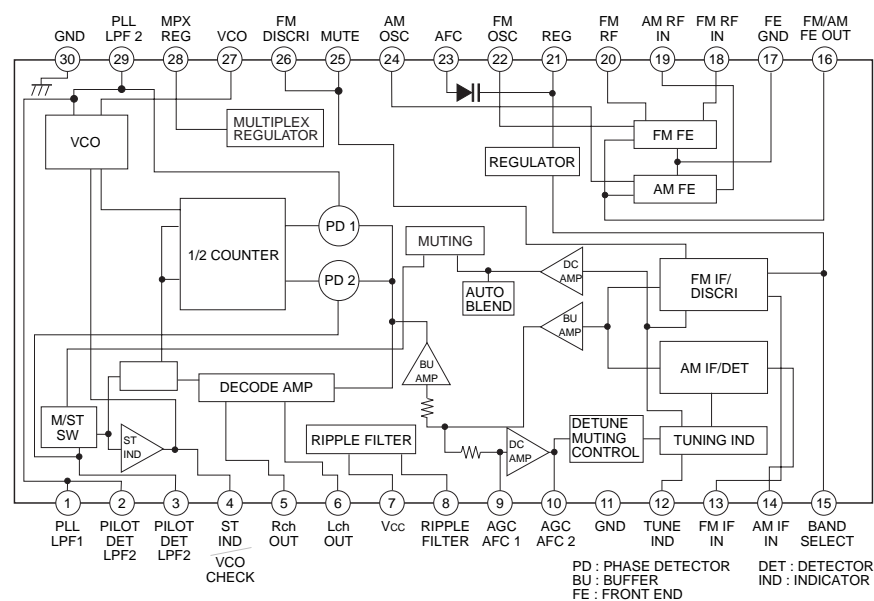 GND
PLL
LPF 2
MPX
REG
VCO
FM
DISCRI
MUTE
AM
OSC
AFC
FM
OSC
REG
FM
RF
AM RF
IN
FM RF
IN
FE
GND
FM/AM
FE OUT
30
29
28
27
26
25
24
23
22
21
20
19
18
17
16
VCO
MULTIPLEX
REGULATOR
REGULATOR
FM FE
AM FE
1/2 COUNTER
PD 1
PD 2
MUTING
AUTO
BLEND
DC
AMP
BU
AMP
FM IF/
DISCRI
AM IF/DET
BU
AMP
DECODE AMP
M/ST
SW
ST
IND
RIPPLE FILTER
DC
AMP
DETUNE
MUTING
CONTROL
TUNING IND
1
2
3
4
5
6
7
8
9
10
11
12
13
14
15
PLL
LPF1
PILOT
DET
LPF2
PILOT
DET
LPF2
ST
IND
VCO
CHECK
Rch
OUT
Lch
OUT
Vcc
RIPPLE
FILTER
AGC
AFC 1
AGC
AFC 2
GND
TUNE
IND
FM IF
IN
AM IF
IN
BAND
SELECT
PD : PHASE DETECTOR
BU : BUFFER
FE : FRONT END
DET : DETECTOR
IND : INDICATOR